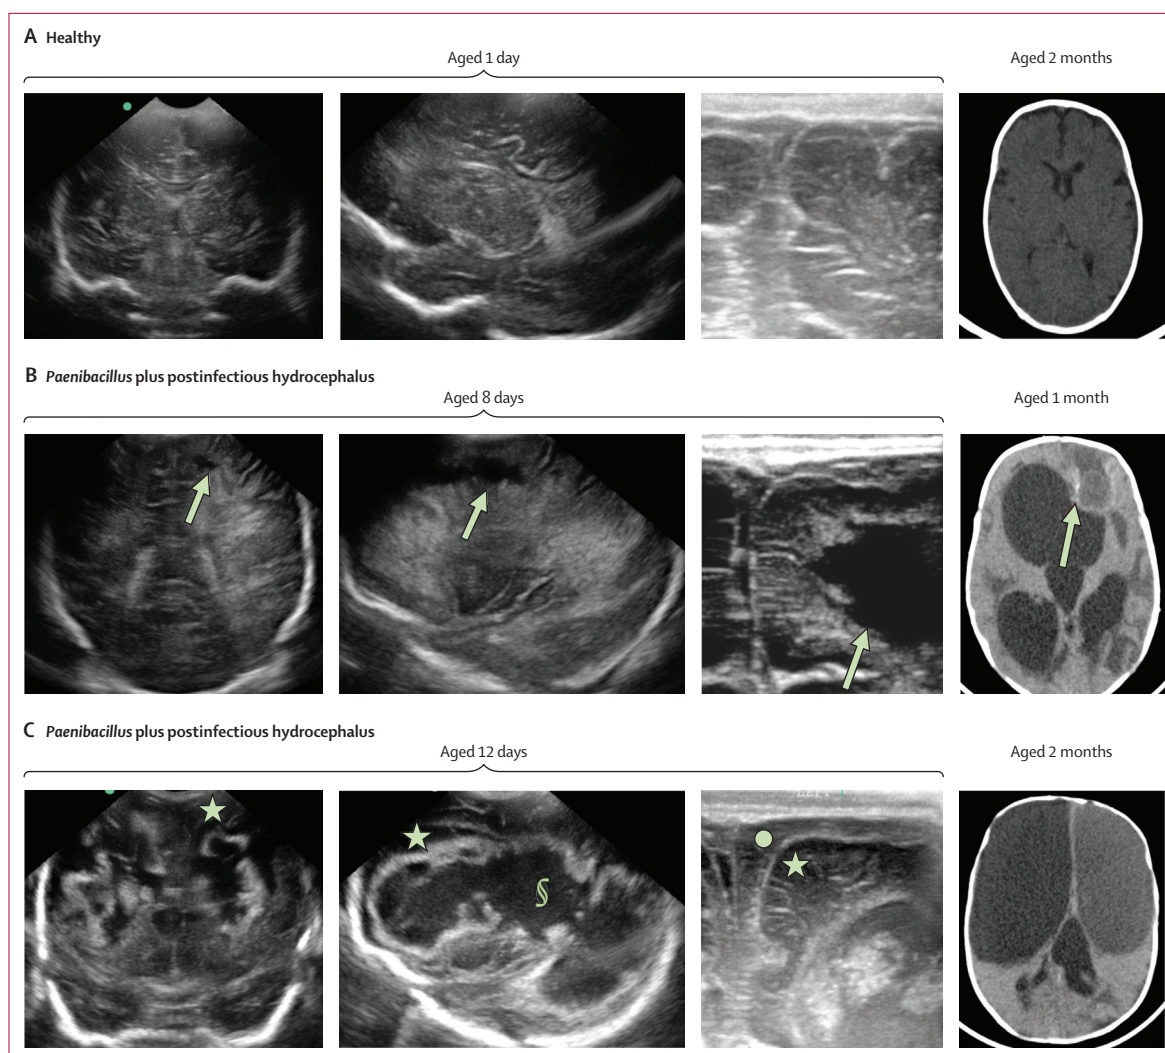 A Healthy
Aged 1 day
Aged 2 months
B Paenibacillus plus postinfectious hydrocephalus
Aged 8 days
Aged 1 month
C Paenibacillus plus postinfectious hydrocephalus
Aged 12 days
Aged 2 months
§